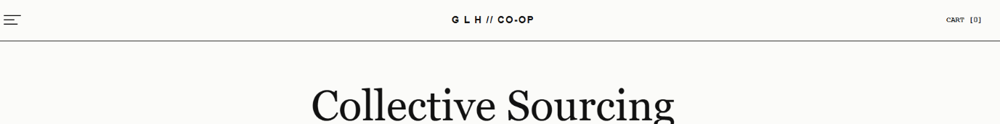 G L H // CO-OP
CART [0]
Collective Sourcing